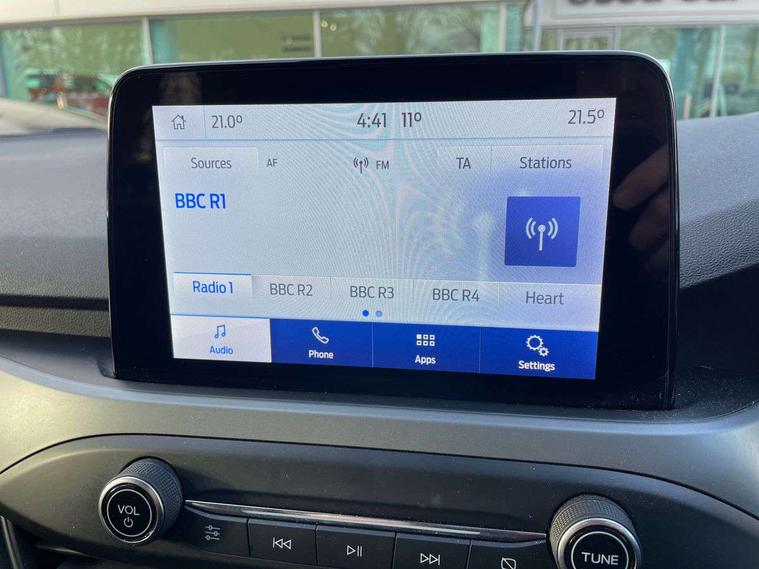 21.0° 4:41 11° 21.5°
Sources AF FM TA Stations
BBC R1
Radio 1 BBC R2 BBC R3 BBC R4 Heart
Audio Phone Apps Settings
VOL
TUNE